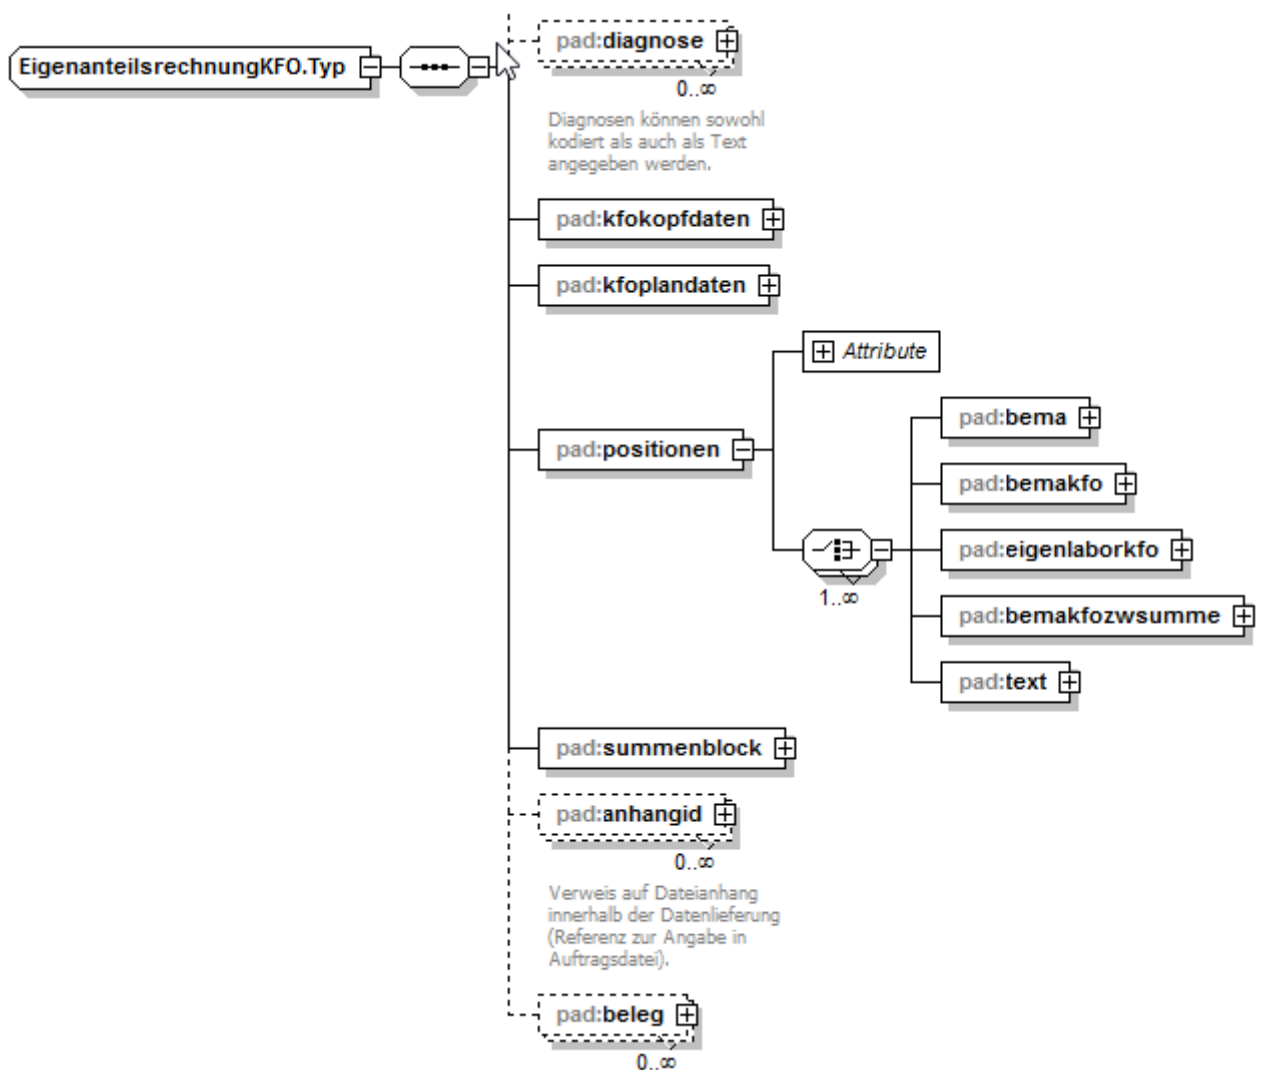 EigenanteilsrechnungKFO.Typ
pad:diagnose
0..∞
Diagnosen können sowohl
kodiert als auch als Text
angegeben werden.
pad:kfokopfdaten
pad:kfoplandaten
Attribute
pad:positionen
pad:bema
pad:bemakfo
pad:eigenlaborkfo
1..∞
pad:bemakfozwsumme
pad:text
pad:summenblock
pad:anhangid
0..∞
Verweis auf Dateianhang
innerhalb der Datenlieferung
(Referenz zur Angabe in
Auftragsdatei).
pad:beleg
0..∞